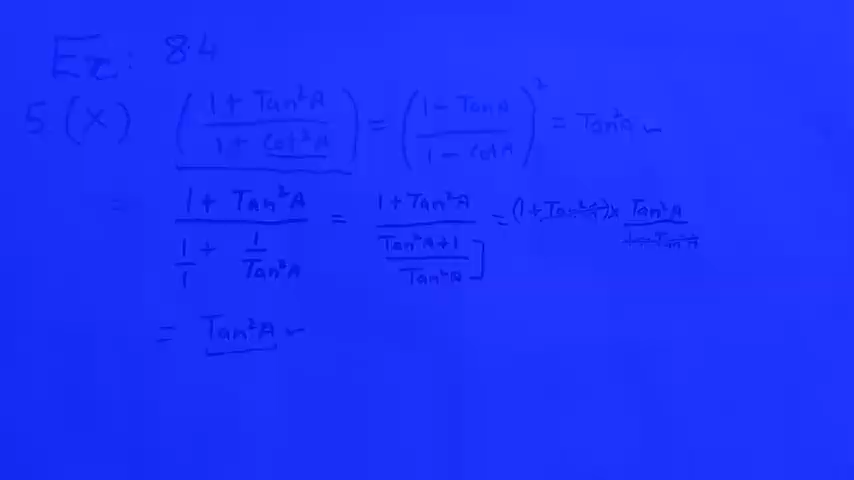 Ex: 8.4
5 (x) (1 + Tan²A / 1 + Cot²A) = (1 - TanA / 1 - CotA)² = Tan²A
= 1 + Tan²A / 1/1 + 1/Tan²A = 1 + Tan²A / Tan²A+1 / Tan²A = (1 + Tan²A) × Tan²A / 1+Tan²A
= Tan²A